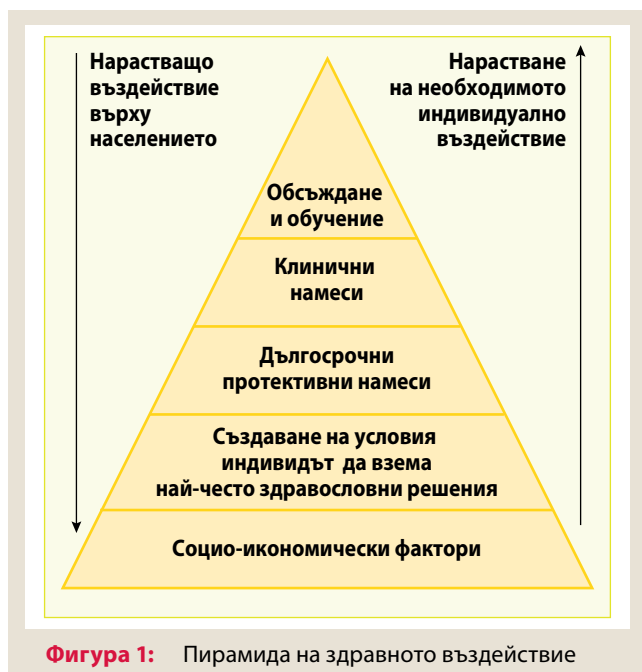 Нарастващо
въздействие
върху
населението
Нарастване
на необходимото
индивидуално
въздействие
Обсъждане
и обучение
Клинични
намеси
Дългосрочни
протективни намеси
Създаване на условия
индивидът да взема
най-често здравословни решения
Социо-икономически фактори
Фигура 1: Пирамида на здравното въздействие